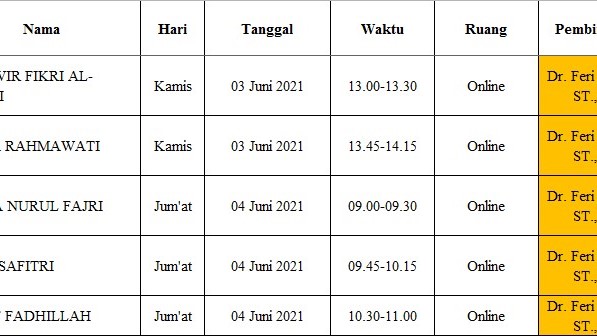 Nama Hari Tanggal Waktu Ruang Pembi
VIR FIKRI AL-
I Kamis 03 Juni 2021 13.00-13.30 Online Dr. Feri
ST.,
RAHMAWATI Kamis 03 Juni 2021 13.45-14.15 Online Dr. Feri
ST.,
NURUL FAJRI Jum'at 04 Juni 2021 09.00-09.30 Online Dr. Feri
ST.,
SAFITRI Jum'at 04 Juni 2021 09.45-10.15 Online Dr. Feri
ST.,
FADHILLAH Jum'at 04 Juni 2021 10.30-11.00 Online Dr. Feri
ST.,